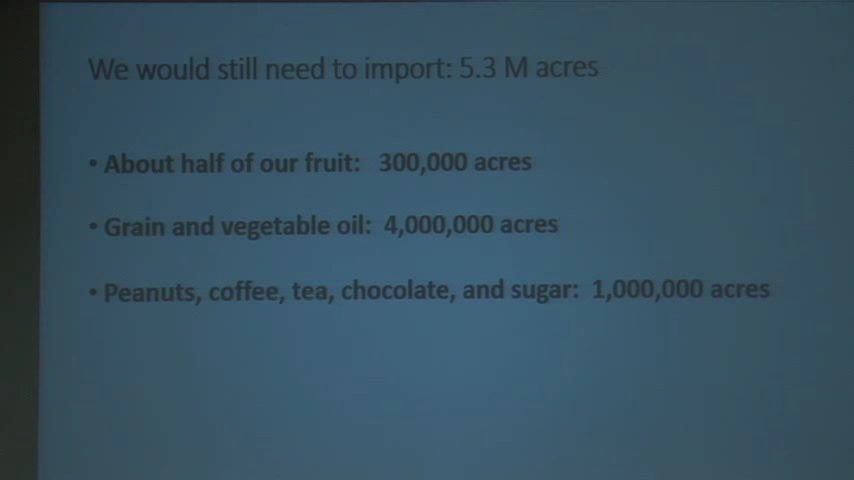 We would still need to import: 5.3 M acres
• About half of our fruit: 300,000 acres
• Grain and vegetable oil: 4,000,000 acres
• Peanuts, coffee, tea, chocolate, and sugar: 1,000,000 acres